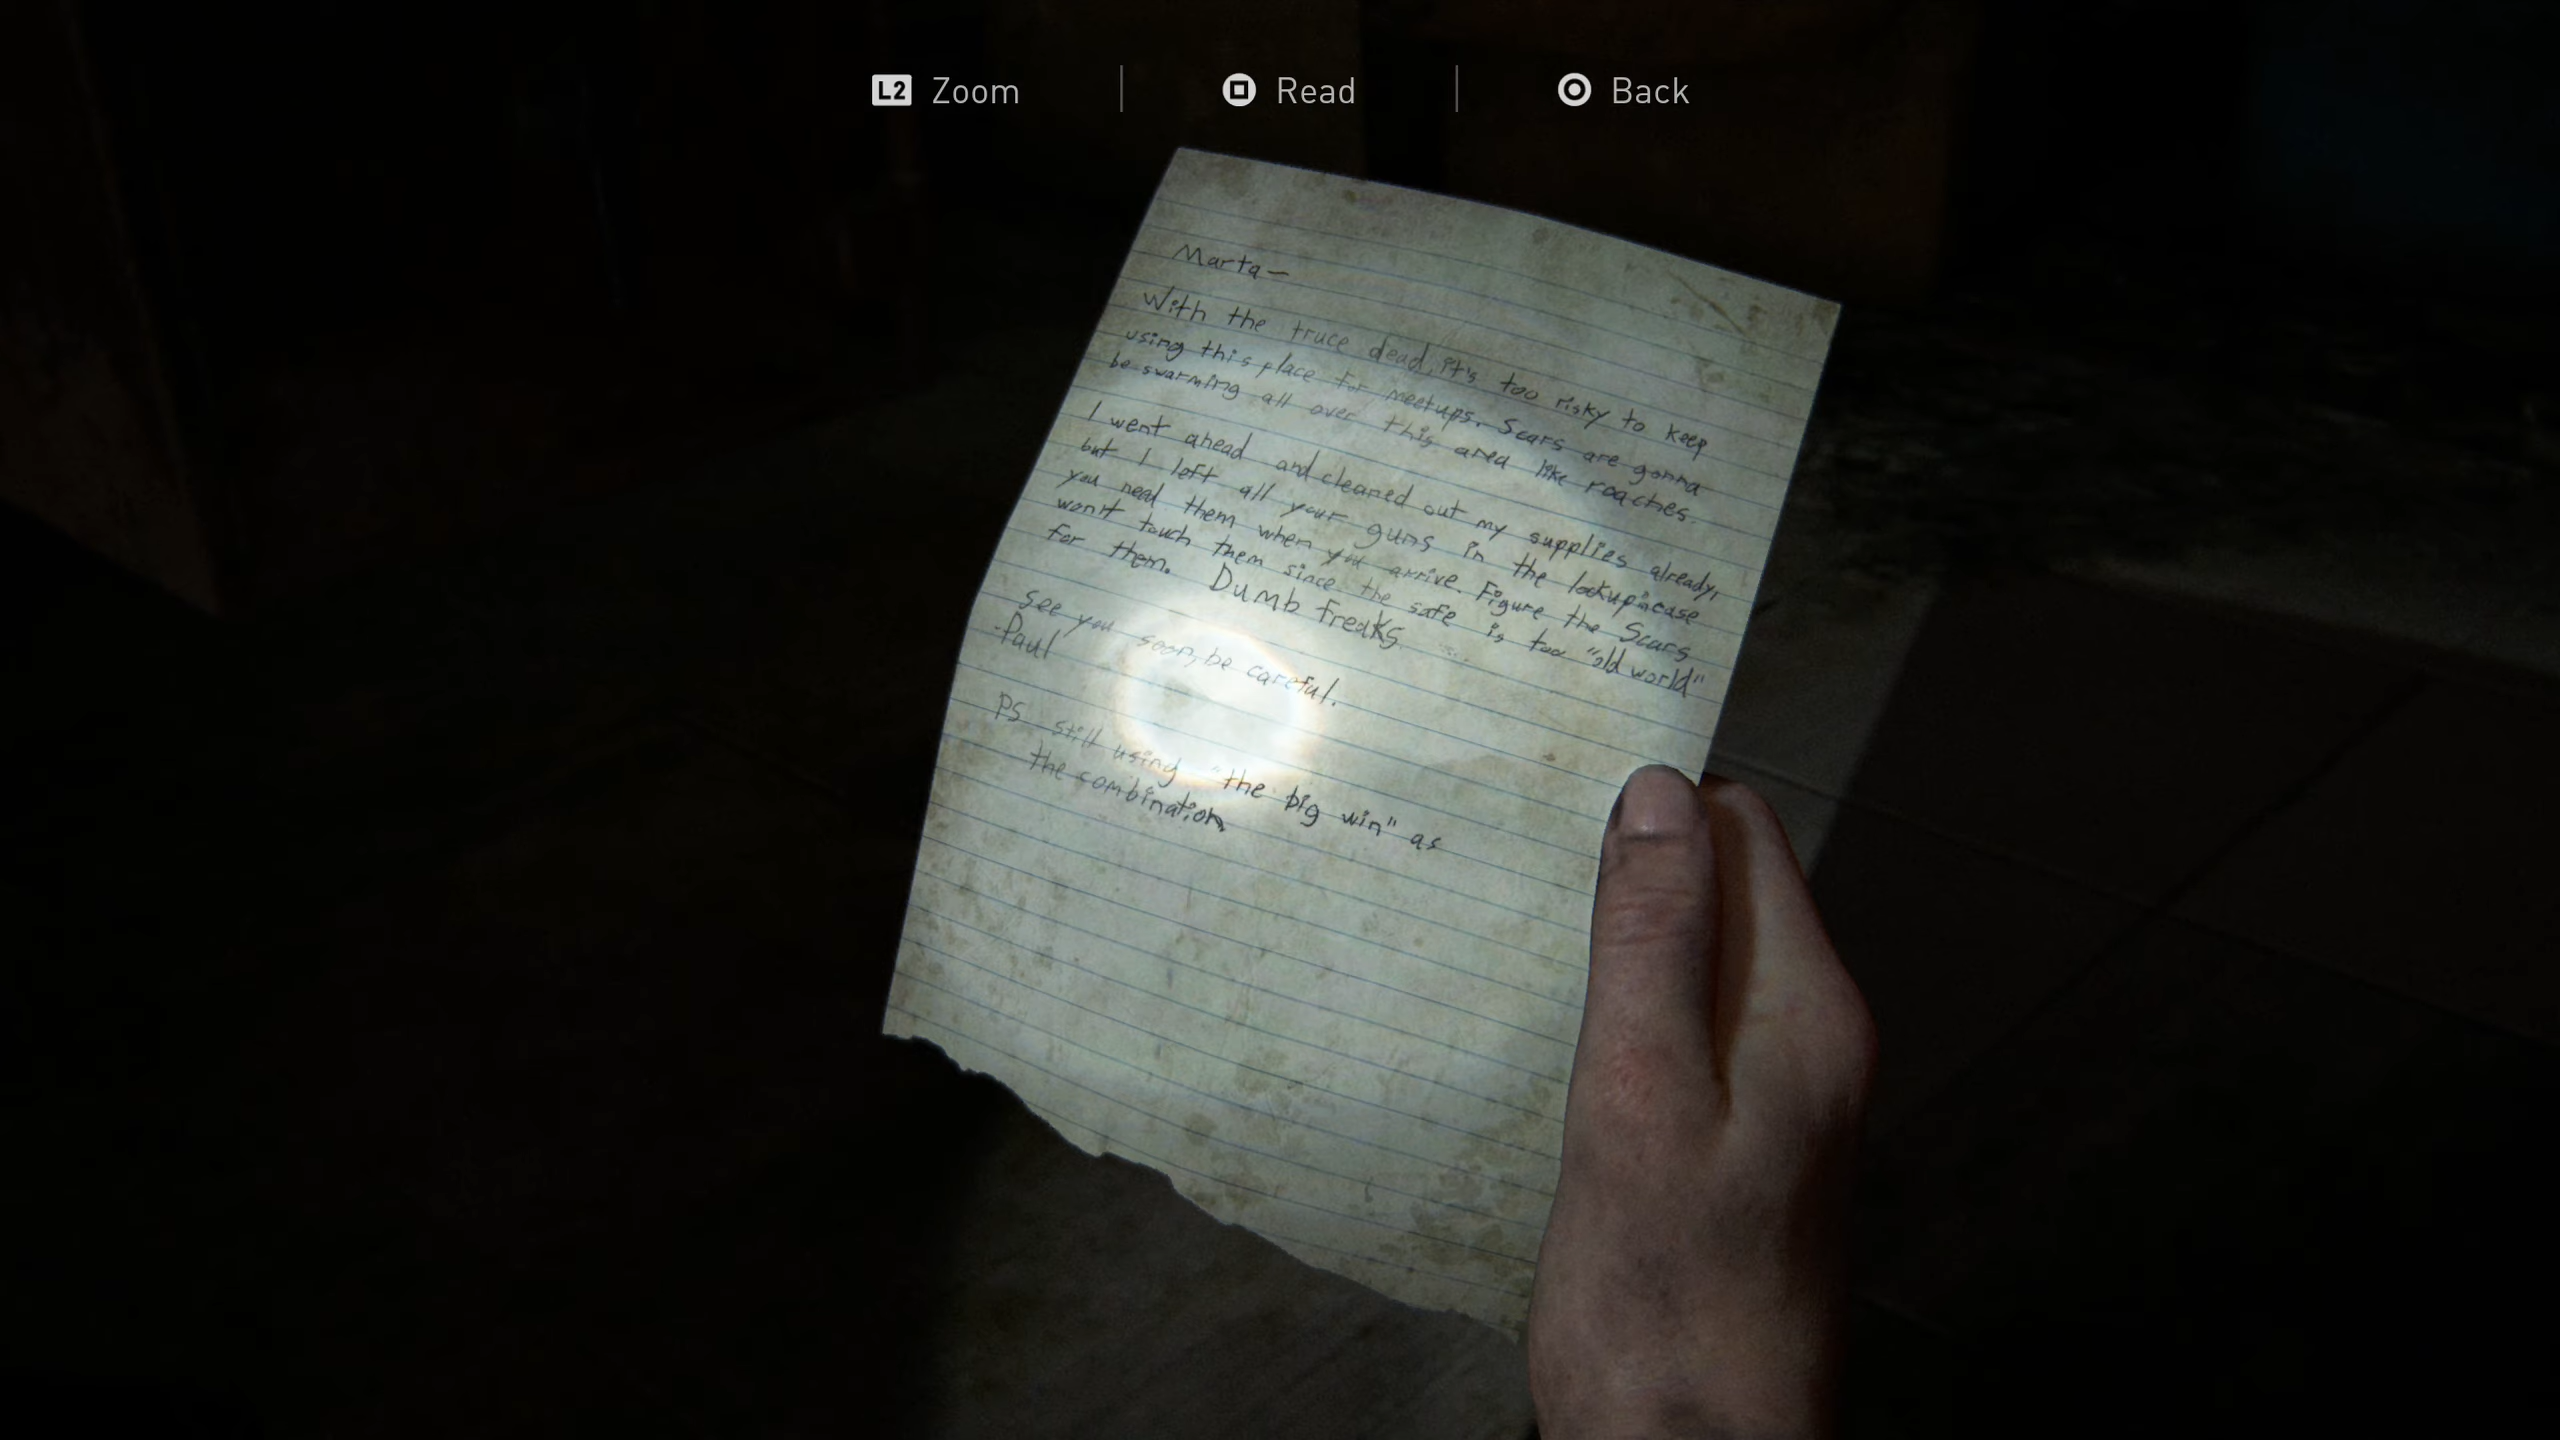 L2 Zoom | Read | Back
Marta—
With the truce dead, it's too risky to keep
using this place for meetups. Scars are gonna
be swarming all over this area like roaches.
I went ahead and cleaned out my supplies already,
but I left all your guns in the lockup incase
you need them when you arrive. Figure the Scars
won't touch them since the safe is too "old world"
for them. Dumb freaks.
see you soon, be careful.
-Paul
PS still using "the big win" as
the combination